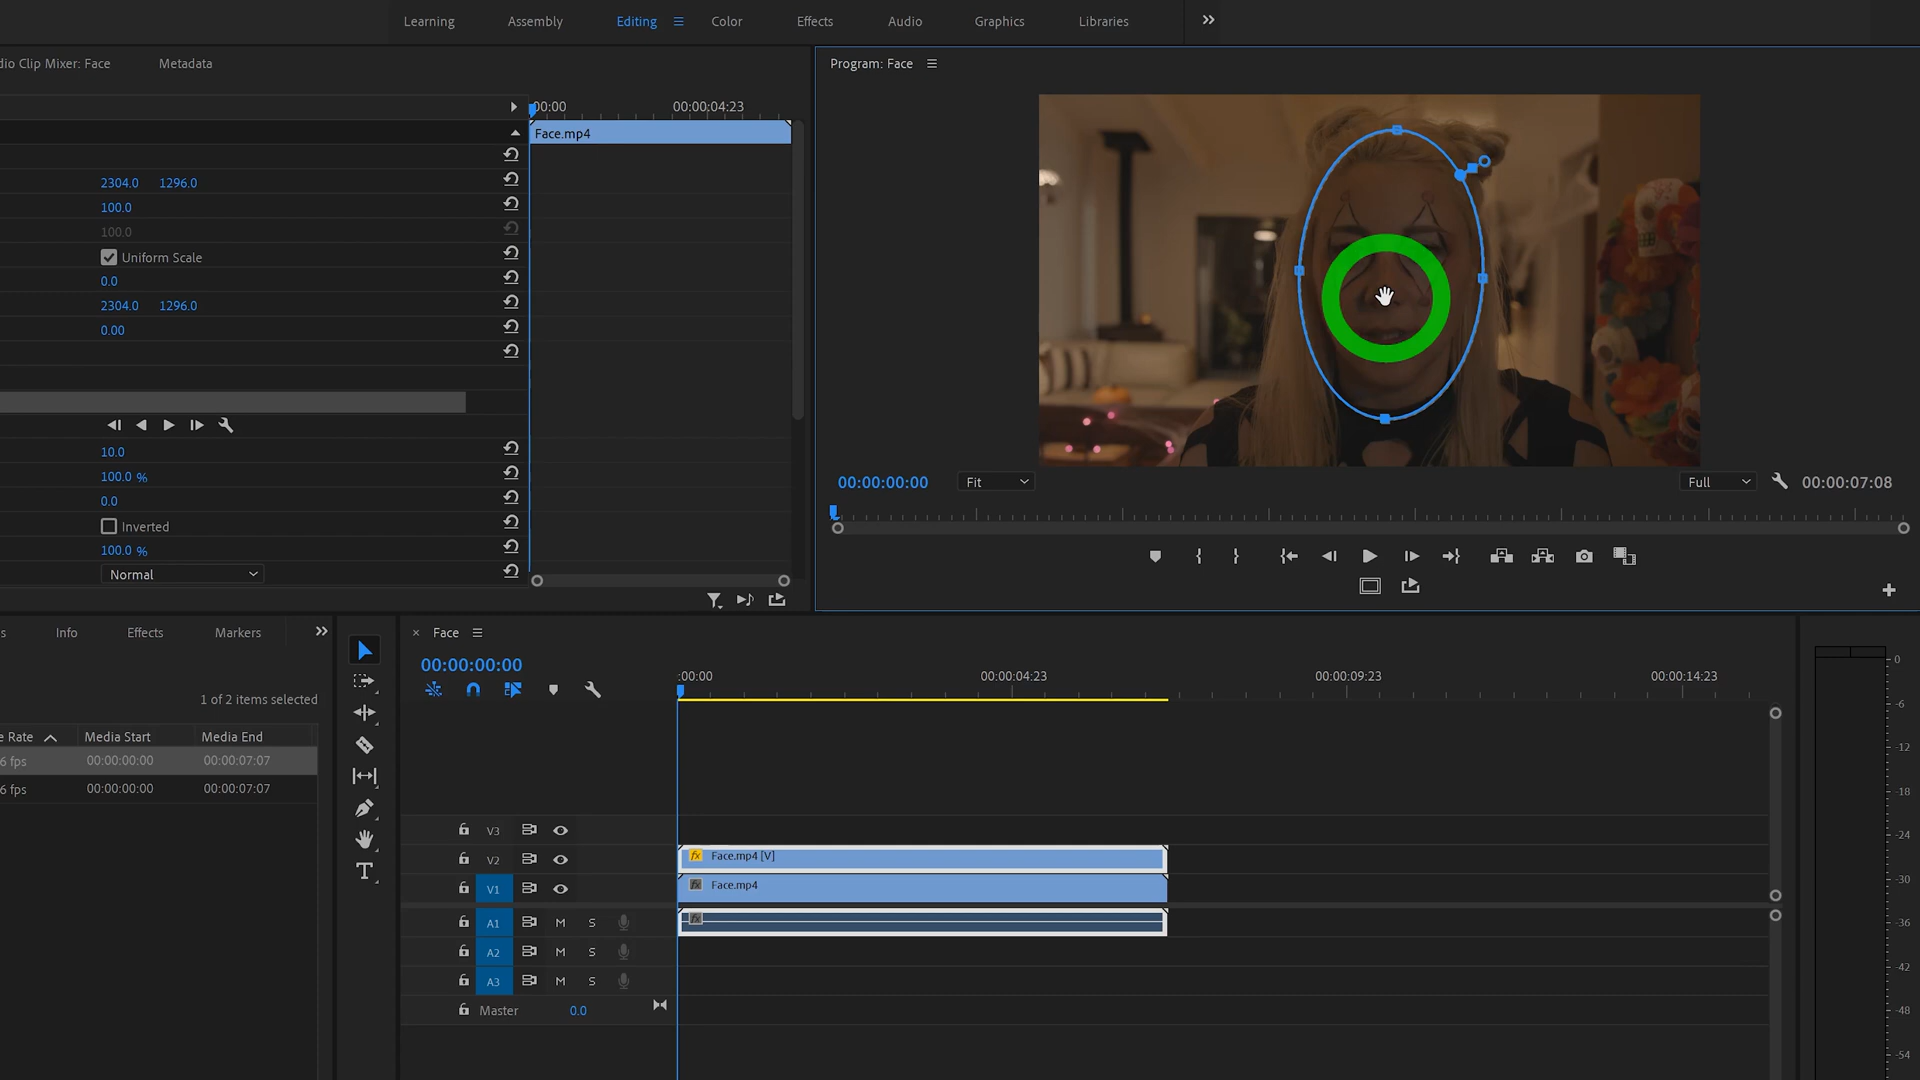 Learning Assembly Editing Color Effects Audio Graphics Libraries
dio Clip Mixer: Face Metadata
Program: Face
00:00 00:00:04:23
Face.mp4
2304.0 1296.0
100.0
100.0
Uniform Scale
0.0
2304.0 1296.0
0.00
10.0
100.0 %
0.0
Inverted
100.0 %
Normal
00:00:00:00 Fit Full 00:00:07:08
s Info Effects Markers
1 of 2 items selected
e Rate Media Start Media End
6 fps 00:00:00:00 00:00:07:07
6 fps 00:00:00:00 00:00:07:07
× Face
00:00:00:00
:00:00 00:00:04:23 00:00:09:23 00:00:14:23
V3
V2 fx Face.mp4 [V]
V1 fx Face.mp4
A1 M S fx
A2 M S
A3 M S
Master 0.0
T
0
-6
-12
-18
-24
-30
-36
-42
-48
-54